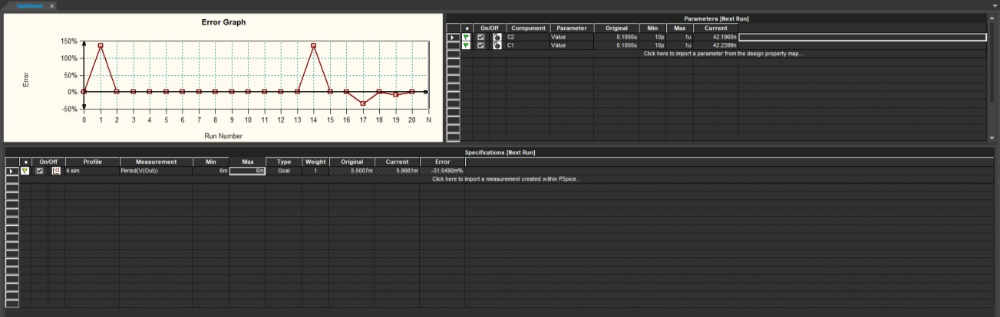 Optimizer
Error Graph
150%
100%
50%
0%
-50%
Error
0 1 2 3 4 5 6 7 8 9 10 11 12 13 14 15 16 17 18 19 20 N
Run Number
Parameters [Next Run]
On/Off Component Parameter Original Min Max Current
C2 Value 0.1000u 10p 1u 42.1960n
C1 Value 0.1000u 10p 1u 42.2399n
Click here to import a parameter from the design property map...
Specifications [Next Run]
On/Off Profile Measurement Min Max Type Weight Original Current Error
4.sim Period(V(Out)) 6m 6m Goal 1 5.5007m 5.9981m -31.0490m%
Click here to import a measurement created within PSpice...